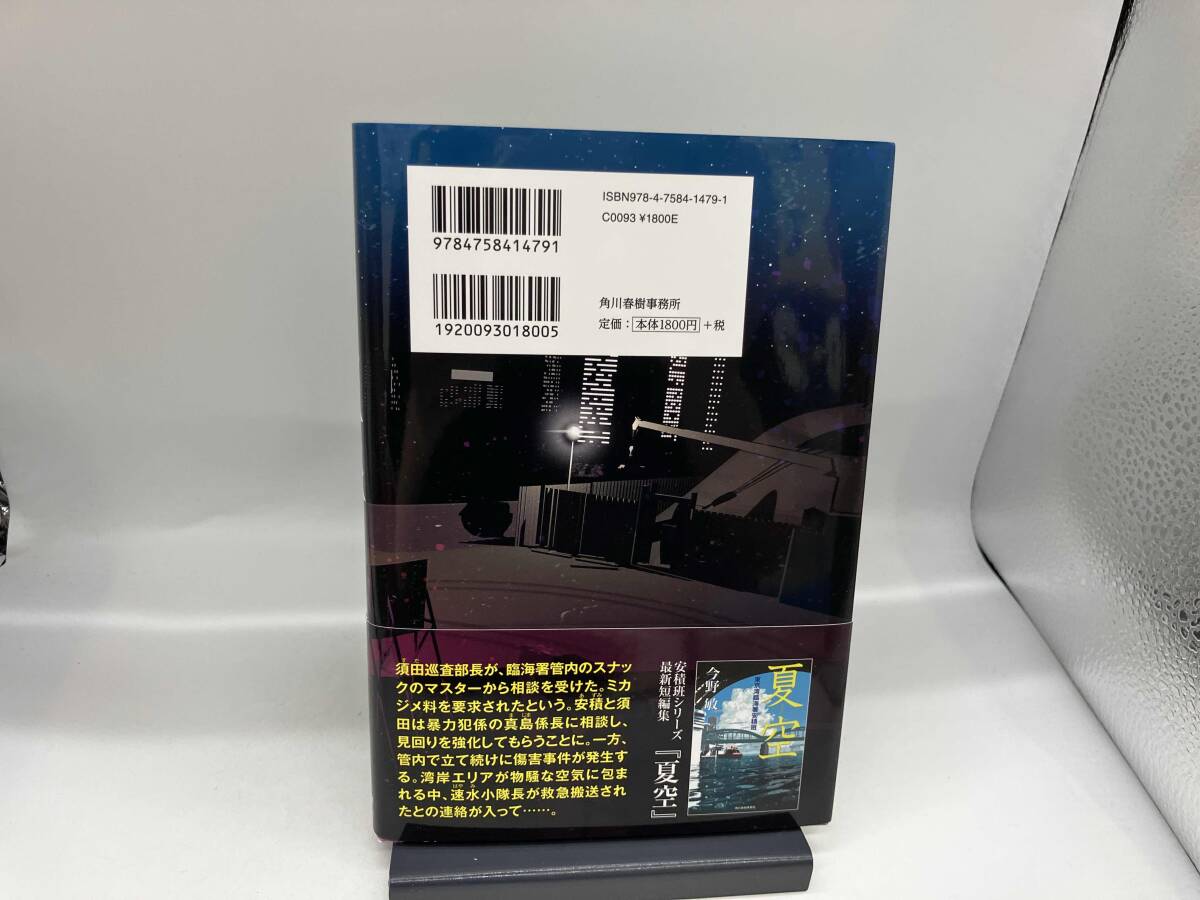 ISBN978-4-7584-1479-1
C0093 ¥1800E
9784758414791
1920093018005
角川春樹事務所
定価：本体1800円＋税
須田巡査部長が、臨海署管内のスナッ
クのマスターから相談を受けた。ミカ
ジメ料を要求されたという。安積と須
田は暴力犯係の真島係長に相談し、
見回りを強化してもらうことに。一方、
管内で立て続けに傷害事件が発生す
る。湾岸エリアが物騒な空気に包ま
れる中、速水小隊長が救急搬送され
たとの連絡が入って……。
安積班シリーズ
最新短編集
『夏空』
夏空
東京湾臨海署安積班
今野敏